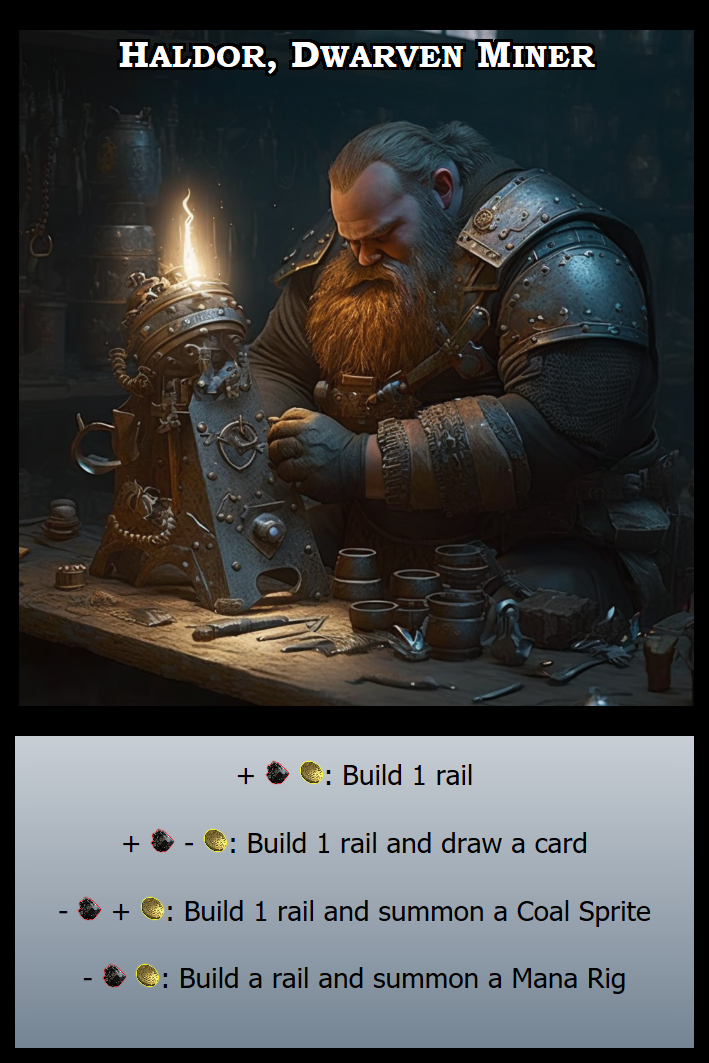 Haldor, Dwarven Miner
+ : Build 1 rail
+ - : Build 1 rail and draw a card
- + : Build 1 rail and summon a Coal Sprite
- : Build a rail and summon a Mana Rig